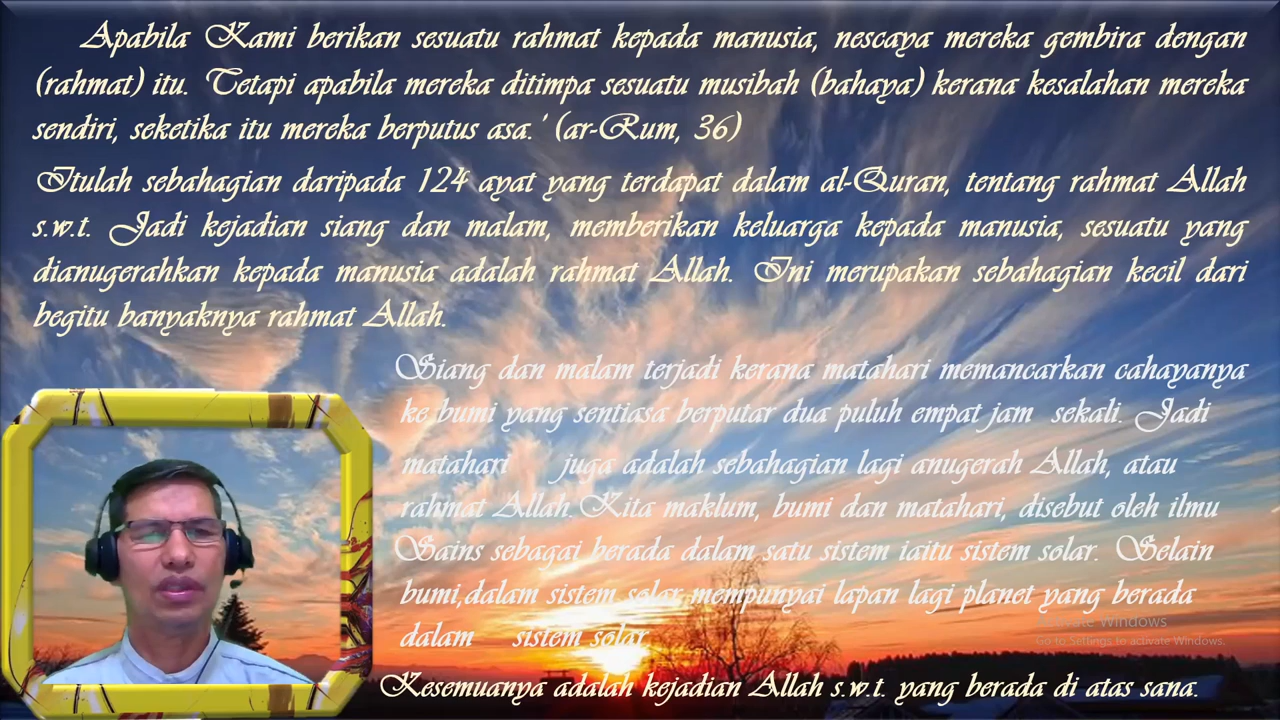 Apabila Kami berikan sesuatu rahmat kepada manusia, nescaya mereka gembira dengan
(rahmat) itu. Tetapi apabila mereka ditimpa sesuatu musibah (bahaya) kerana kesalahan mereka
sendiri, seketika itu mereka berputus asa.' (ar-Rum, 36)
Itulah sebahagian daripada 124 ayat yang terdapat dalam al-Quran, tentang rahmat Allah
s.w.t. Jadi kejadian siang dan malam, memberikan keluarga kepada manusia, sesuatu yang
dianugerahkan kepada manusia adalah rahmat Allah. Ini merupakan sebahagian kecil dari
begitu banyaknya rahmat Allah.
Siang dan malam terjadi kerana matahari memancarkan cahayanya
ke bumi yang sentiasa berputar dua puluh empat jam sekali. Jadi
matahari juga adalah sebahagian lagi anugerah Allah, atau
rahmat Allah.Kita maklum, bumi dan matahari, disebut oleh ilmu
Sains sebagai berada dalam satu sistem iaitu sistem solar. Selain
bumi,dalam sistem solar mempunyai lapan lagi planet yang berada
dalam sistem solar
Activate Windows
Go to Settings to activate Windows.
Kesemuanya adalah kejadian Allah s.w.t. yang berada di atas sana.